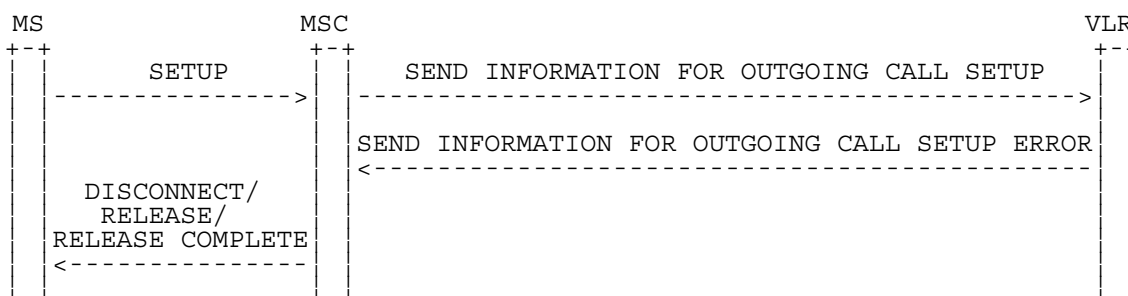 MS MSC VLR
SETUP SEND INFORMATION FOR OUTGOING CALL SETUP
SEND INFORMATION FOR OUTGOING CALL SETUP ERROR
DISCONNECT/
RELEASE/
RELEASE COMPLETE